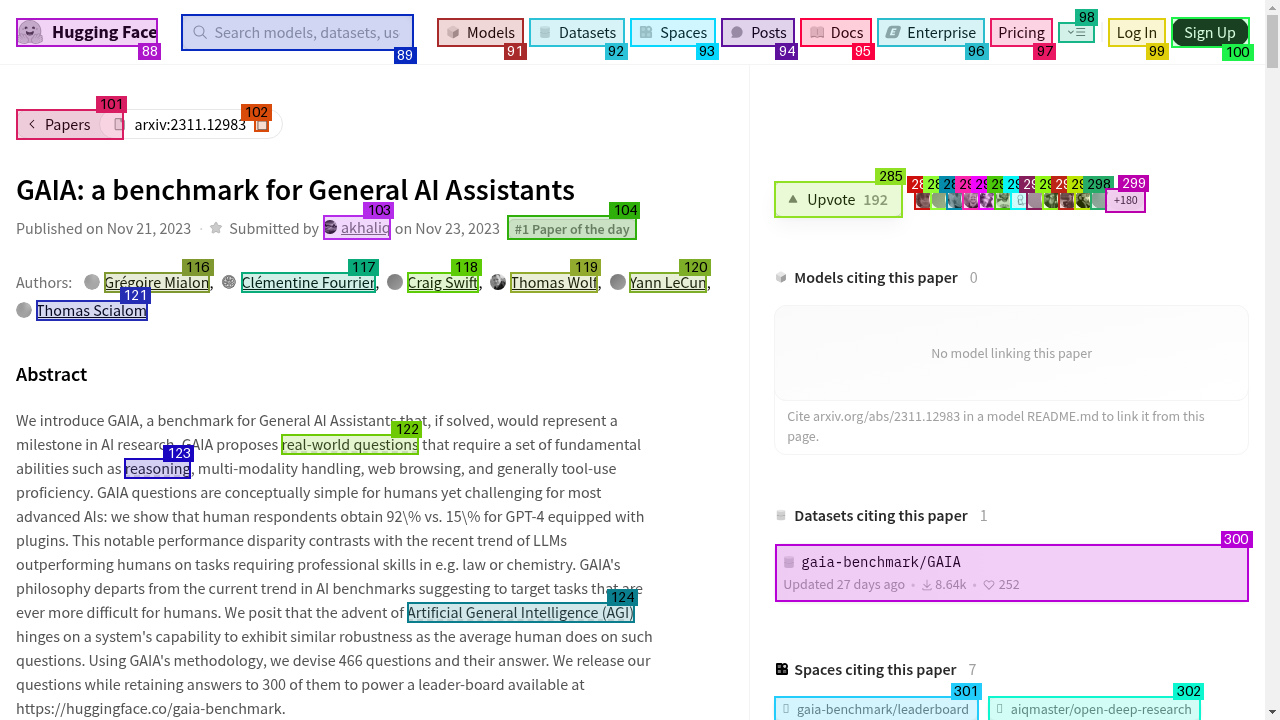 Hugging Face
Search models, datasets, us
Models
Datasets
Spaces
Posts
Docs
Enterprise
Pricing
Log In
Sign Up
88
89
91
92
93
94
95
96
97
98
99
100
101
102
Papers
arxiv:2311.12983
GAIA: a benchmark for General AI Assistants
103
104
Published on Nov 21, 2023 · Submitted by akhaliq on Nov 23, 2023 #1 Paper of the day
116
117
118
119
120
Authors: Grégoire Mialon, Clémentine Fourrier, Craig Swift, Thomas Wolf, Yann LeCun,
121
Thomas Scialom
Abstract
We introduce GAIA, a benchmark for General AI Assistants that, if solved, would represent a
122
milestone in AI research. GAIA proposes real-world questions that require a set of fundamental
123
abilities such as reasoning, multi-modality handling, web browsing, and generally tool-use
proficiency. GAIA questions are conceptually simple for humans yet challenging for most
advanced AIs: we show that human respondents obtain 92\% vs. 15\% for GPT-4 equipped with
plugins. This notable performance disparity contrasts with the recent trend of LLMs
outperforming humans on tasks requiring professional skills in e.g. law or chemistry. GAIA's
philosophy departs from the current trend in AI benchmarks suggesting to target tasks that are
124
ever more difficult for humans. We posit that the advent of Artificial General Intelligence (AGI)
hinges on a system's capability to exhibit similar robustness as the average human does on such
questions. Using GAIA's methodology, we devise 466 questions and their answer. We release our
questions while retaining answers to 300 of them to power a leader-board available at
https://huggingface.co/gaia-benchmark.
285
298
299
Upvote 192
+180
Models citing this paper 0
No model linking this paper
Cite arxiv.org/abs/2311.12983 in a model README.md to link it from this
page.
Datasets citing this paper 1
300
gaia-benchmark/GAIA
Updated 27 days ago • 8.64k • 252
Spaces citing this paper 7
301
302
gaia-benchmark/leaderboard
aiqmaster/open-deep-research